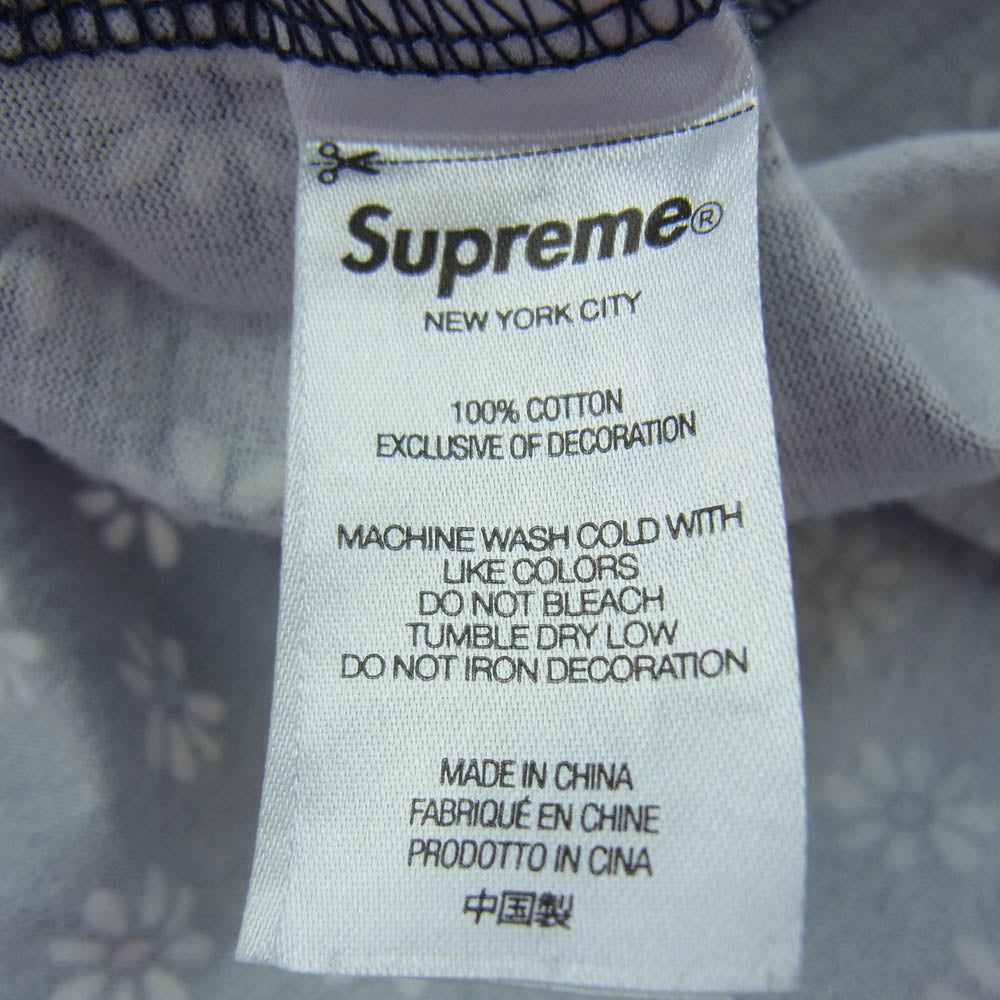 Supreme®
NEW YORK CITY
100% COTTON
EXCLUSIVE OF DECORATION
MACHINE WASH COLD WITH
LIKE COLORS
DO NOT BLEACH
TUMBLE DRY LOW
DO NOT IRON DECORATION
MADE IN CHINA
FABRIQUÉ EN CHINE
PRODOTTO IN CINA
中国製